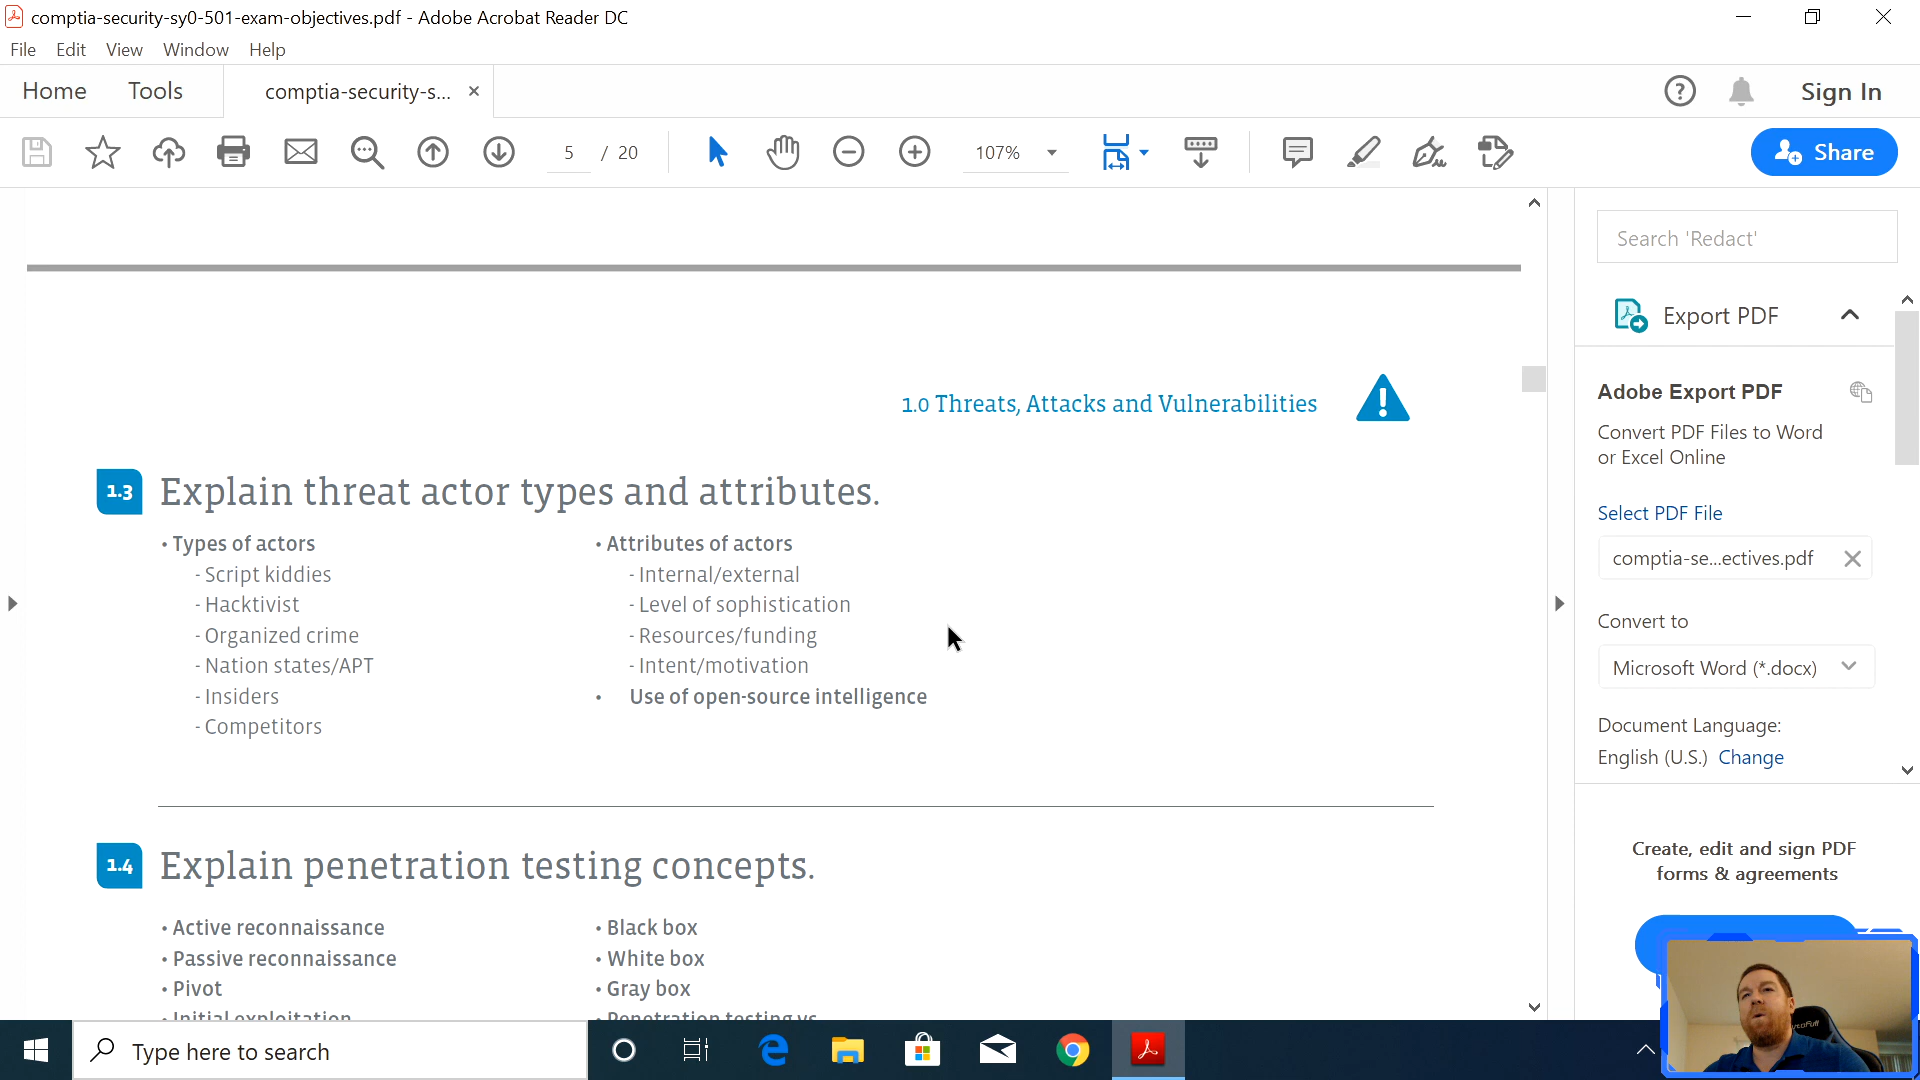 comptia-security-sy0-501-exam-objectives.pdf - Adobe Acrobat Reader DC
File Edit View Window Help
Home Tools comptia-security-s... ×
Sign In
5 / 20
107%
Share
Search 'Redact'
Export PDF
Adobe Export PDF
Convert PDF Files to Word
or Excel Online
Select PDF File
comptia-se...ectives.pdf
Convert to
Microsoft Word (*.docx)
Document Language:
English (U.S.) Change
Create, edit and sign PDF
forms & agreements
1.0 Threats, Attacks and Vulnerabilities
1.3 Explain threat actor types and attributes.
• Types of actors
- Script kiddies
- Hacktivist
- Organized crime
- Nation states/APT
- Insiders
- Competitors
• Attributes of actors
- Internal/external
- Level of sophistication
- Resources/funding
- Intent/motivation
• Use of open-source intelligence
1.4 Explain penetration testing concepts.
• Active reconnaissance
• Passive reconnaissance
• Pivot
• Initial exploitation
• Black box
• White box
• Gray box
• Penetration testing vs
Type here to search
AutoFull